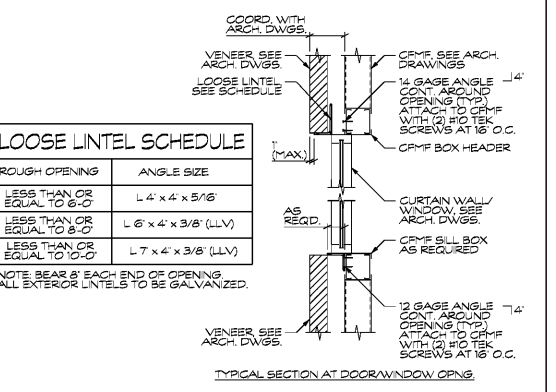 COORD. WITH
ARCH. DWGS.
VENEER, SEE
ARCH. DWGS.
LOOSE LINTEL
SEE SCHEDULE
CFMF, SEE ARCH.
DRAWINGS
14 GAGE ANGLE
CONT. AROUND
OPENING (TYP.)
ATTACH TO CFMF
WITH (2) #10 TEK
SCREWS AT 16" O.C.
4"
CFMF BOX HEADER
1"
(MAX.)
LOOSE LINTEL SCHEDULE
ROUGH OPENING ANGLE SIZE
LESS THAN OR
EQUAL TO 6'-0"
L 4" x 4" x 5/16"
LESS THAN OR
EQUAL TO 8'-0"
L 6" x 4" x 3/8" (LLV)
LESS THAN OR
EQUAL TO 10'-0"
L 7" x 4" x 3/8" (LLV)
NOTE: BEAR 8" EACH END OF OPENING.
ALL EXTERIOR LINTELS TO BE GALVANIZED.
AS
REQD.
CURTAIN WALL/
WINDOW, SEE
ARCH. DWGS.
CFMF SILL BOX
AS REQUIRED
12 GAGE ANGLE
CONT. AROUND
OPENING (TYP.)
ATTACH TO CFMF
WITH (2) #10 TEK
SCREWS AT 16" O.C.
4"
VENEER, SEE
ARCH. DWGS.
TYPICAL SECTION AT DOOR/WINDOW OPNG.